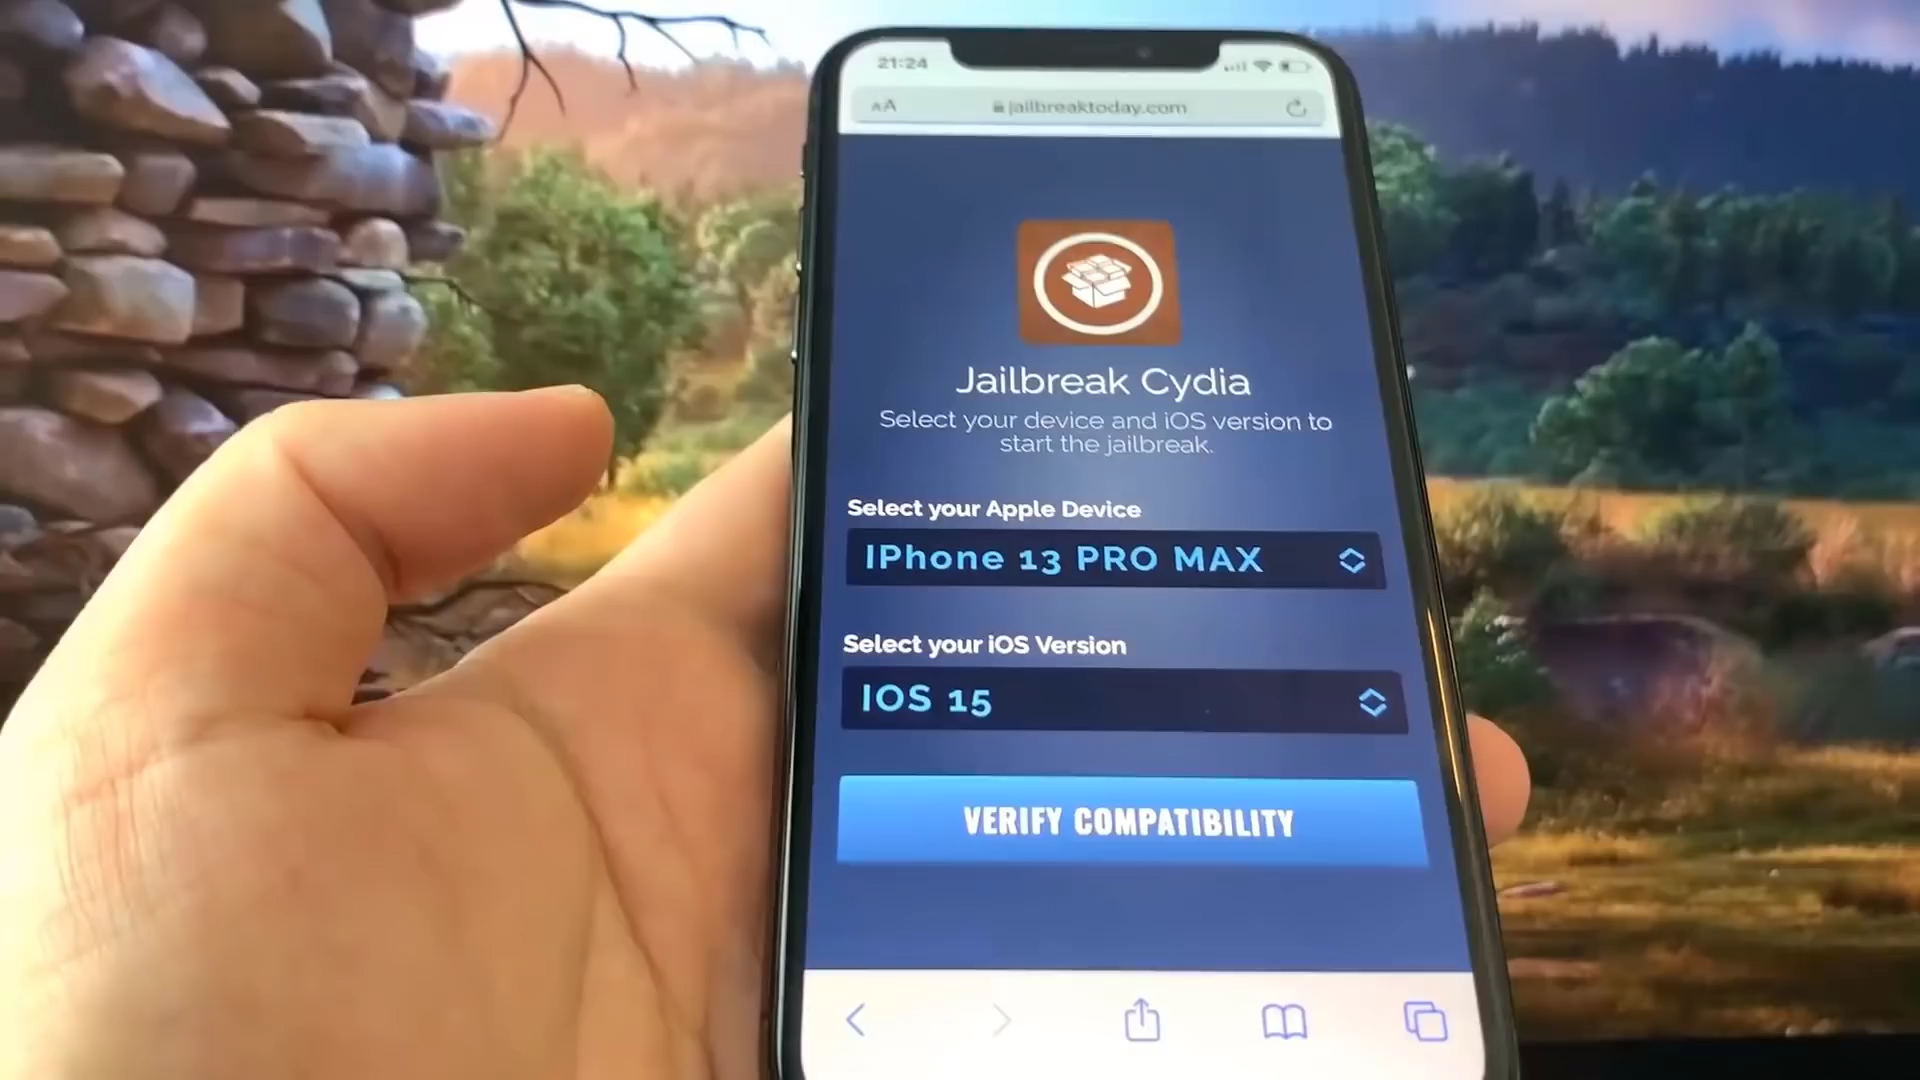 21:24
AA jailbreaktoday.com
Jailbreak Cydia
Select your device and iOS version to
start the jailbreak.
Select your Apple Device
IPhone 13 PRO MAX
Select your iOS Version
IOS 15
VERIFY COMPATIBILITY